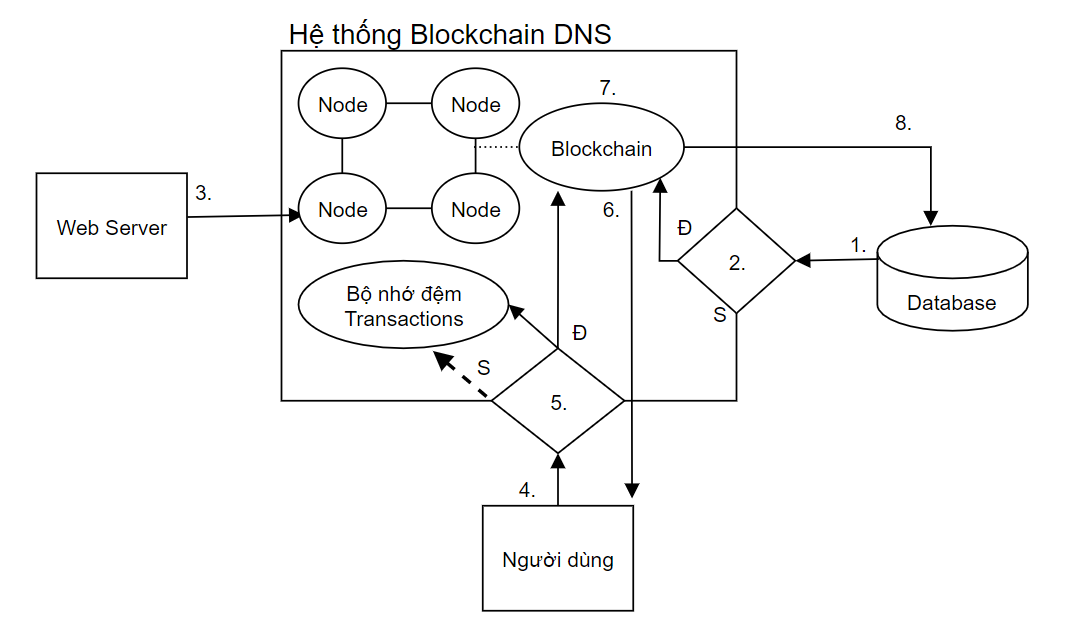 Hệ thống Blockchain DNS
Node
Node
7.
Blockchain
8.
3.
Web Server
Node
Node
6.
Đ
2.
1.
Database
S
Bộ nhớ đệm
Transactions
Đ
S
5.
4.
Người dùng